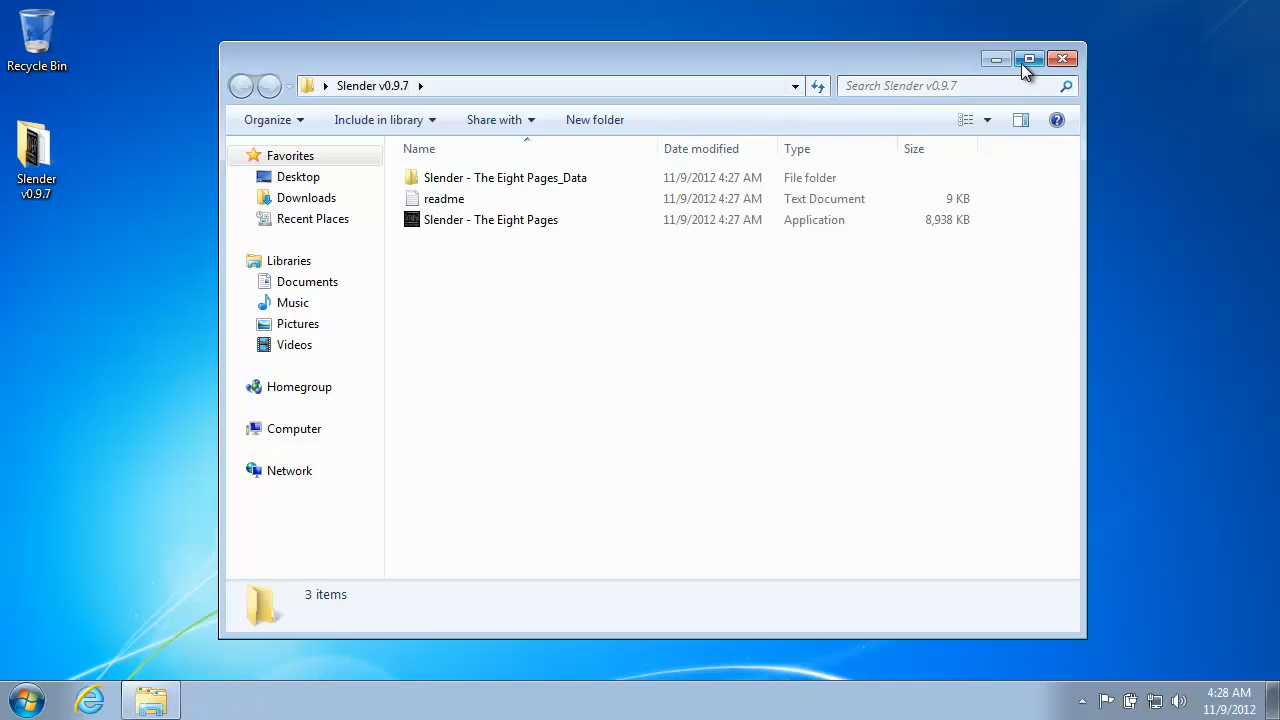 Recycle Bin
Slender
v0.9.7
Slender v0.9.7
Search Slender v0.9.7
Organize Include in library Share with New folder
Name Date modified Type Size
Favorites
Desktop
Downloads
Recent Places
Libraries
Documents
Music
Pictures
Videos
Homegroup
Computer
Network
Slender - The Eight Pages_Data 11/9/2012 4:27 AM File folder
readme 11/9/2012 4:27 AM Text Document 9 KB
Slender - The Eight Pages 11/9/2012 4:27 AM Application 8,938 KB
3 items
4:28 AM
11/9/2012